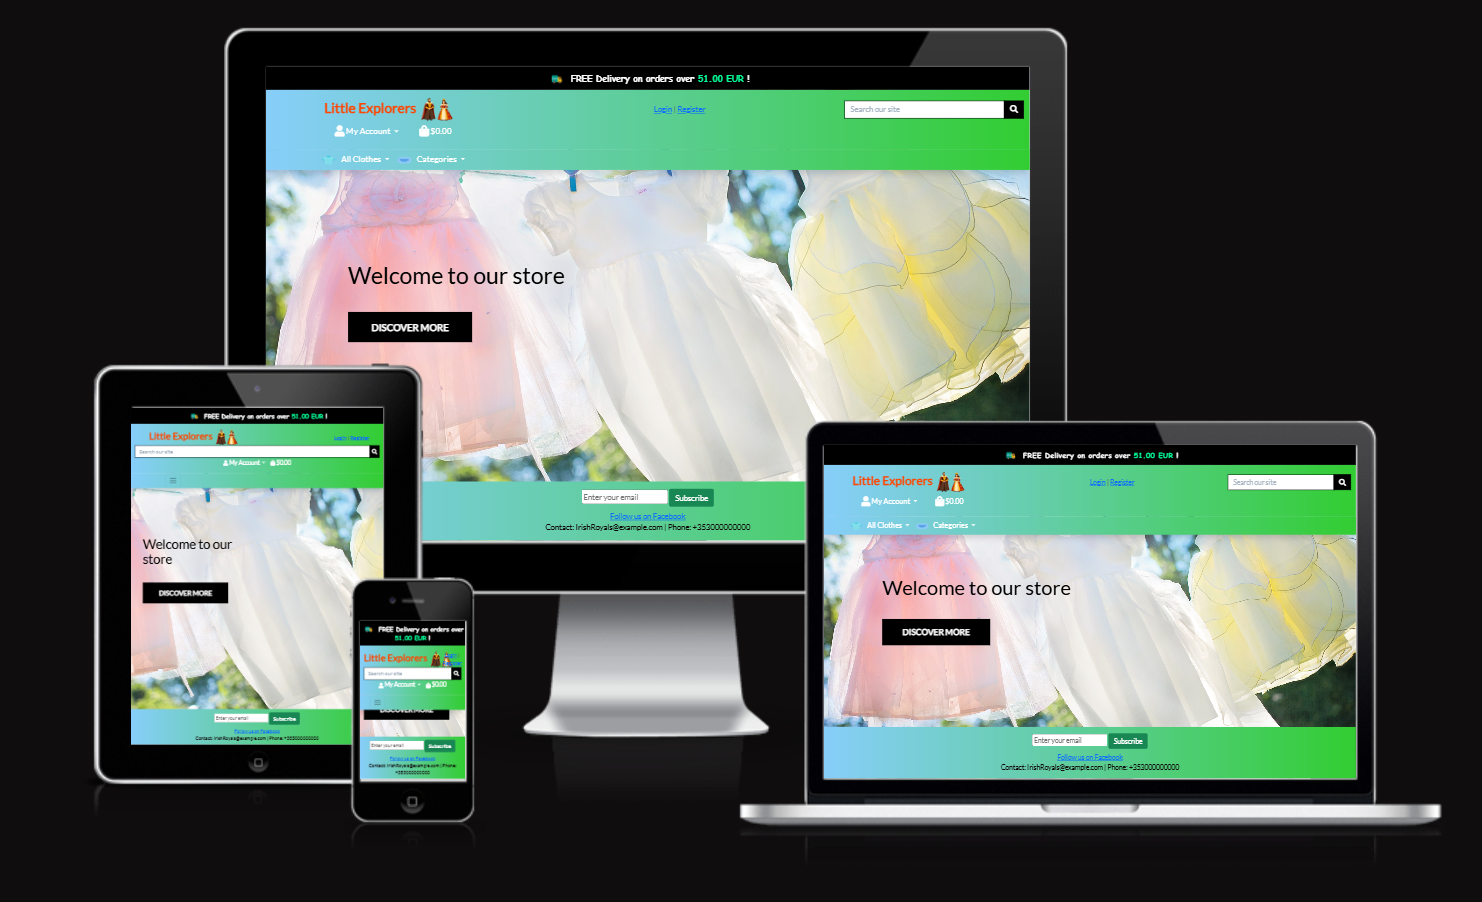 FREE Delivery on orders over 51.00 EUR !
Little Explorers
Login | Register
Search our site
My Account
$0.00
All Clothes
Categories
Welcome to our store
DISCOVER MORE
Enter your email
Subscribe
Follow us on Facebook
Contact: IrishRoyals@example.com | Phone: +353000000000
FREE Delivery on orders over 51.00 EUR !
Little Explorers
Login | Register
Search our site
My Account
$0.00
Welcome to our
store
DISCOVER MORE
Enter your email
Subscribe
Follow us on Facebook
Contact: IrishRoyals@example.com | Phone: +353000000000
FREE Delivery on orders over
51.00 EUR !
Little Explorers
Search our site
My Account
$0.00
DISCOVER MORE
Enter your email
Subscribe
Follow us on Facebook
Contact: IrishRoyals@example.com | Phone:
+353000000000
FREE Delivery on orders over 51.00 EUR !
Little Explorers
Login | Register
Search our site
My Account
$0.00
All Clothes
Categories
Welcome to our store
DISCOVER MORE
Enter your email
Subscribe
Follow us on Facebook
Contact: IrishRoyals@example.com | Phone: +353000000000